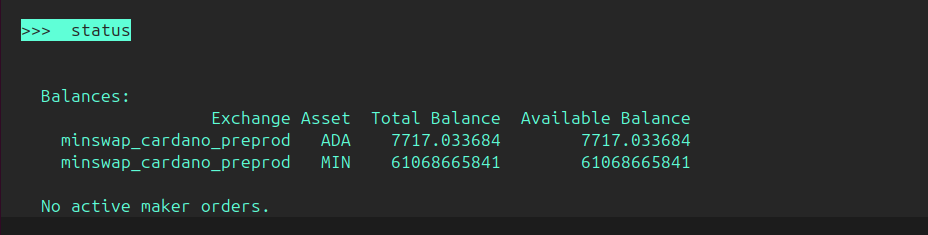 >>>  status
Balances:
Exchange Asset  Total Balance  Available Balance
minswap_cardano_preprod   ADA    7717.033684        7717.033684
minswap_cardano_preprod   MIN    61068665841        61068665841
No active maker orders.